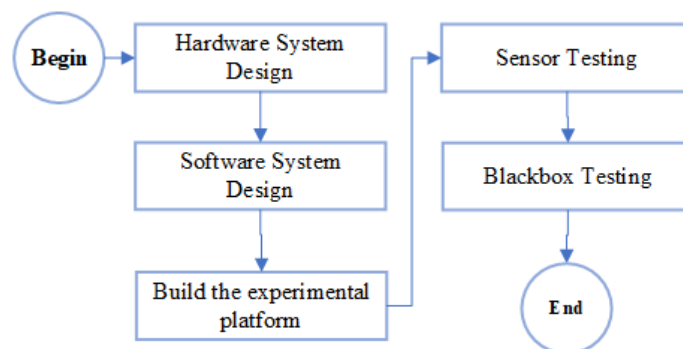 Begin
Hardware System
Design
Software System
Design
Build the experimental
platform
Sensor Testing
Blackbox Testing
End